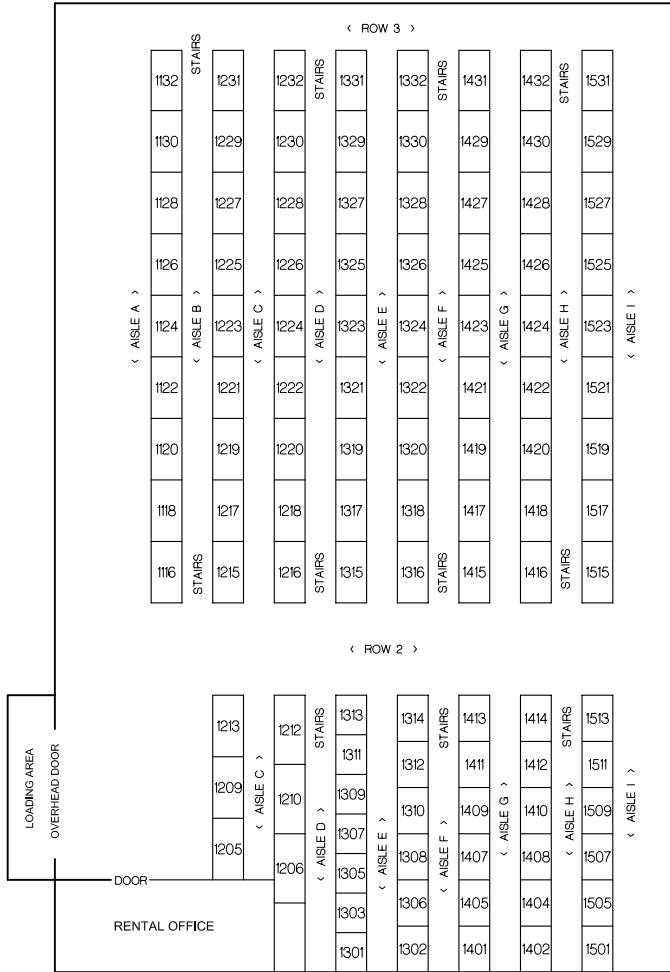 < ROW 3 >
STAIRS STAIRS STAIRS STAIRS
1132 1231 1232 1331 1332 1431 1432 1531
1130 1229 1230 1329 1330 1429 1430 1529
1128 1227 1228 1327 1328 1427 1428 1527
1126 1225 1226 1325 1326 1425 1426 1525
< AISLE A > < AISLE B > < AISLE C > < AISLE D > < AISLE E > < AISLE F > < AISLE G > < AISLE H > < AISLE I >
1124 1223 1224 1323 1324 1423 1424 1523
1122 1221 1222 1321 1322 1421 1422 1521
1120 1219 1220 1319 1320 1419 1420 1519
1118 1217 1218 1317 1318 1417 1418 1517
1116 1215 1216 1315 1316 1415 1416 1515
STAIRS STAIRS STAIRS STAIRS
< ROW 2 >
STAIRS STAIRS STAIRS
1213 1212 1313 1314 1413 1414 1513
1311 1312 1411 1412 1511
1209 1210 1309 1310 1409 1410 1509
1307 1308 1407 1408 1507
1205 1206 1305 1306 1405 1404 1505
1303
1301 1302 1401 1402 1501
< AISLE C > < AISLE D > < AISLE E > < AISLE F > < AISLE G > < AISLE H > < AISLE I >
LOADING AREA
OVERHEAD DOOR
DOOR
RENTAL OFFICE